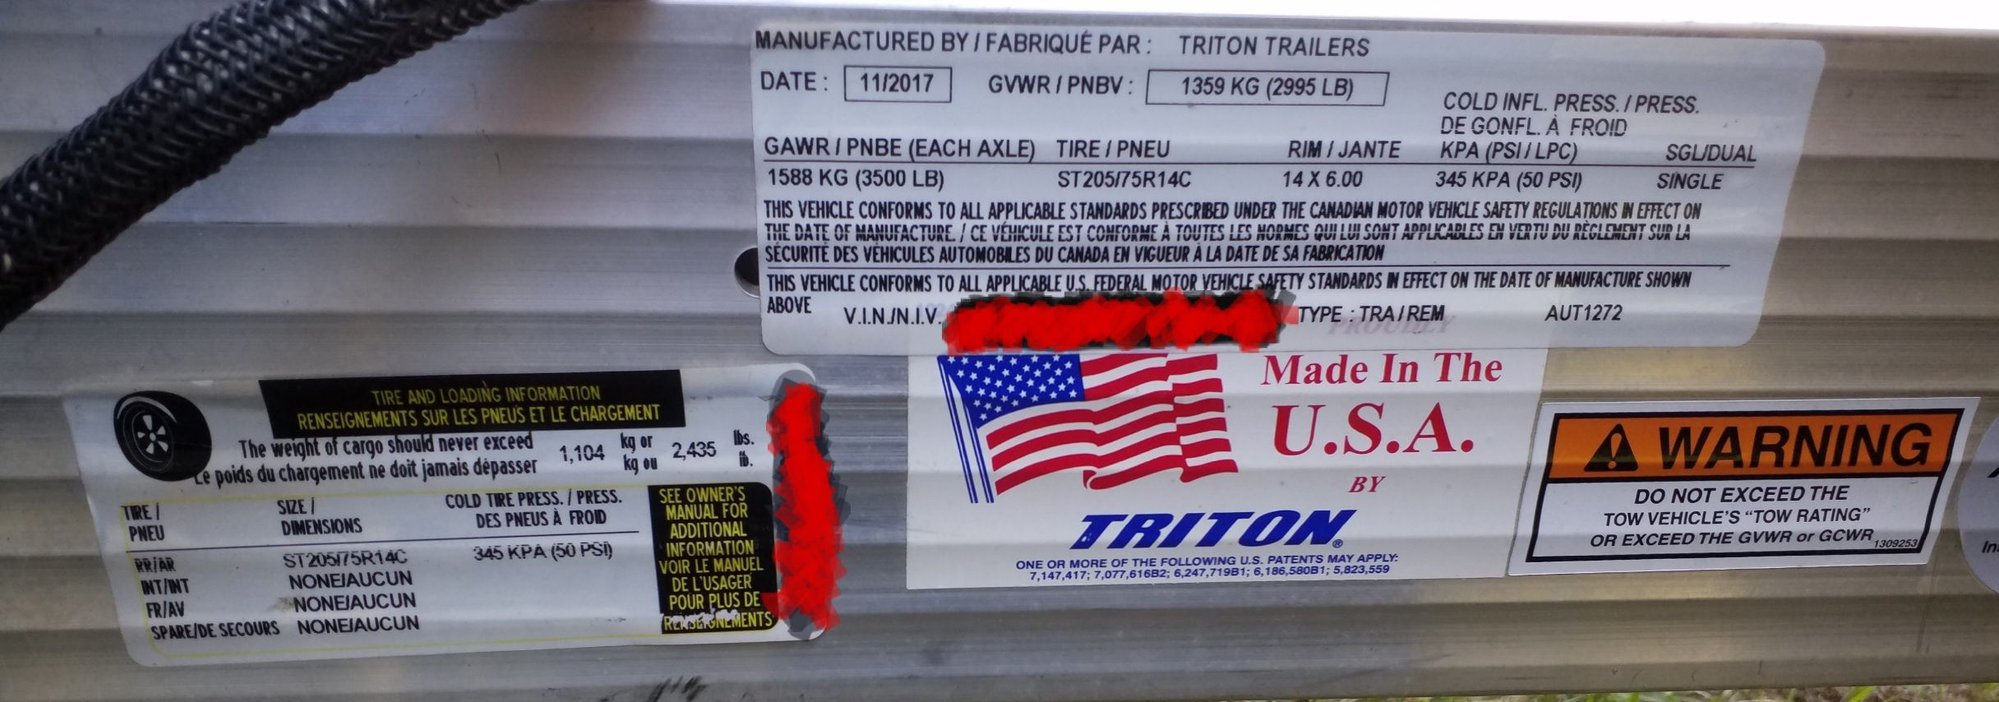 MANUFACTURED BY / FABRIQUÉ PAR : TRITON TRAILERS
DATE : 11/2017 GVWR / PNBV : 1359 KG (2995 LB)
COLD INFL. PRESS. / PRESS.
DE GONFL. À FROID
GAWR / PNBE (EACH AXLE) TIRE / PNEU RIM / JANTE KPA (PSI / LPC) SGL/DUAL
1588 KG (3500 LB) ST205/75R14C 14 X 6.00 345 KPA (50 PSI) SINGLE
THIS VEHICLE CONFORMS TO ALL APPLICABLE STANDARDS PRESCRIBED UNDER THE CANADIAN MOTOR VEHICLE SAFETY REGULATIONS IN EFFECT ON
THE DATE OF MANUFACTURE. / CE VÉHICULE EST CONFORME À TOUTES LES NORMES QUI LUI SONT APPLICABLES EN VERTU DU RÈGLEMENT SUR LA
SÉCURITÉ DES VÉHICULES AUTOMOBILES DU CANADA EN VIGUEUR À LA DATE DE SA FABRICATION
THIS VEHICLE CONFORMS TO ALL APPLICABLE U.S. FEDERAL MOTOR VEHICLE SAFETY STANDARDS IN EFFECT ON THE DATE OF MANUFACTURE SHOWN
ABOVE V.I.N./N.I.V. TYPE : TRA / REM AUT1272
PROUDLY
Made In The
U.S.A.
BY
TRITON®
ONE OR MORE OF THE FOLLOWING U.S. PATENTS MAY APPLY:
7,147,417; 7,077,616B2; 6,247,719B1; 6,186,580B1; 5,823,559
TIRE AND LOADING INFORMATION
RENSEIGNEMENTS SUR LES PNEUS ET LE CHARGEMENT
The weight of cargo should never exceed 1,104 kg or 2,435 lbs.
Le poids du chargement ne doit jamais dépasser kg ou lb.
TIRE / SIZE / COLD TIRE PRESS. / PRESS.
PNEU DIMENSIONS DES PNEUS À FROID
RR/AR ST205/75R14C 345 KPA (50 PSI)
INT/INT NONE/AUCUN
FR/AV NONE/AUCUN
SPARE/DE SECOURS NONE/AUCUN
SEE OWNER'S
MANUAL FOR
ADDITIONAL
INFORMATION
VOIR LE MANUEL
DE L'USAGER
POUR PLUS DE
RENSEIGNEMENTS
WARNING
DO NOT EXCEED THE
TOW VEHICLE'S "TOW RATING"
OR EXCEED THE GVWR or GCWR
1309253